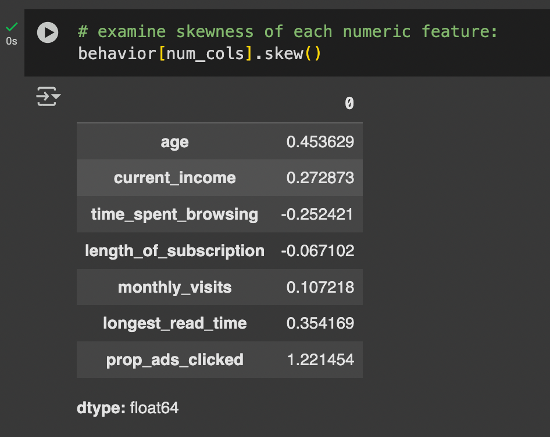 0s
# examine skewness of each numeric feature:
behavior[num_cols].skew()
0
age 0.453629
current_income 0.272873
time_spent_browsing -0.252421
length_of_subscription -0.067102
monthly_visits 0.107218
longest_read_time 0.354169
prop_ads_clicked 1.221454
dtype: float64